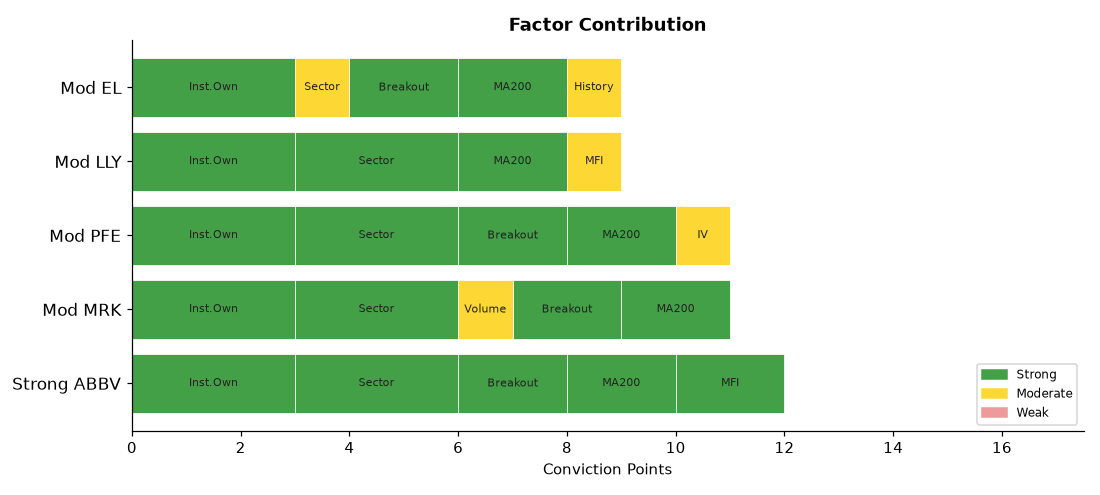 Factor Contribution
Mod EL
Inst.Own Sector Breakout MA200 History
Mod LLY
Inst.Own Sector MA200 MFI
Mod PFE
Inst.Own Sector Breakout MA200 IV
Mod MRK
Inst.Own Sector Volume Breakout MA200
Strong ABBV
Inst.Own Sector Breakout MA200 MFI
Strong
Moderate
Weak
0 2 4 6 8 10 12 14 16
Conviction Points